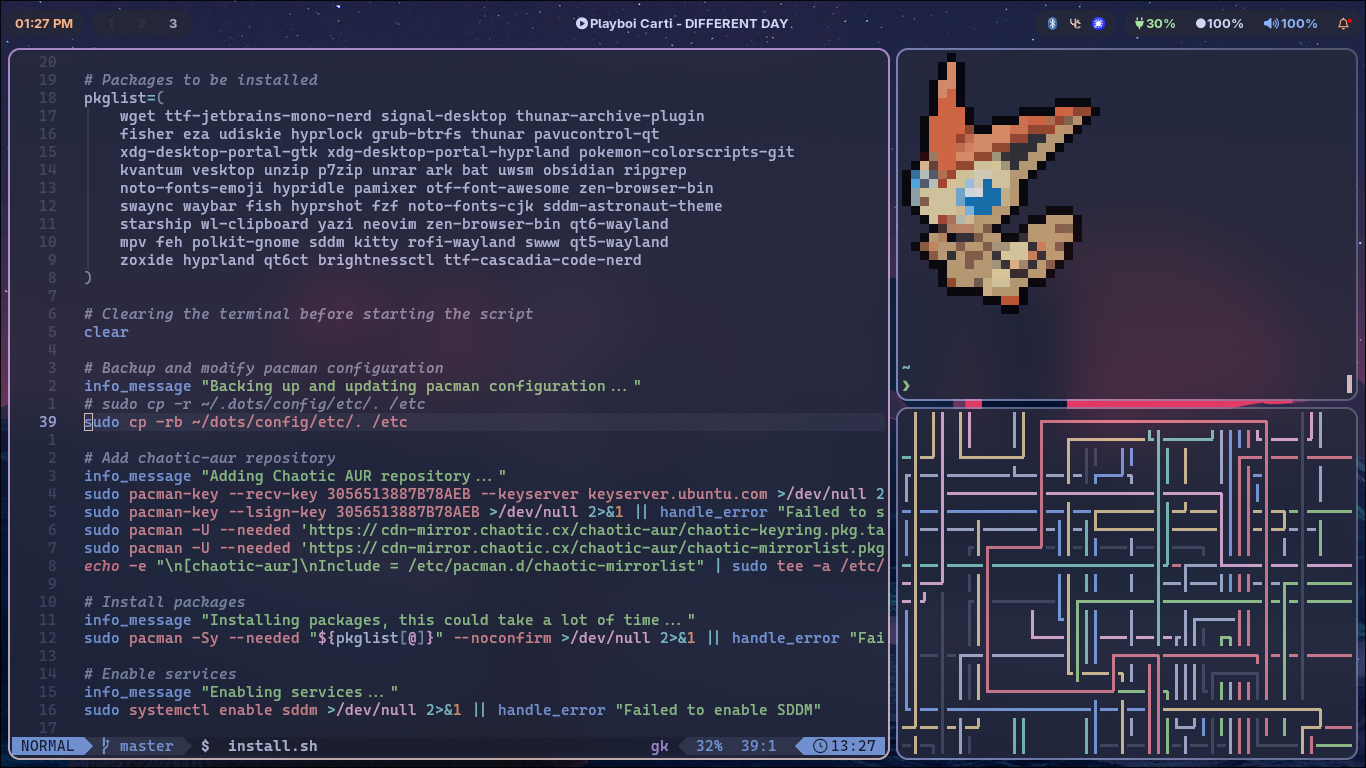 01:27 PM 1 2 3 Playboi Carti - DIFFERENT DAY 30% 100% 100%
20
19 # Packages to be installed
18 pkglist=(
17 wget ttf-jetbrains-mono-nerd signal-desktop thunar-archive-plugin
16 fisher eza udiskie hyprlock grub-btrfs thunar pavucontrol-qt
15 xdg-desktop-portal-gtk xdg-desktop-portal-hyprland pokemon-colorscripts-git
14 kvantum vesktop unzip p7zip unrar ark bat uwsm obsidian ripgrep
13 noto-fonts-emoji hypridle pamixer otf-font-awesome zen-browser-bin
12 swaync waybar fish hyprshot fzf noto-fonts-cjk sddm-astronaut-theme
11 starship wl-clipboard yazi neovim zen-browser-bin qt6-wayland
10 mpv feh polkit-gnome sddm kitty rofi-wayland swww qt5-wayland
9 zoxide hyprland qt6ct brightnessctl ttf-cascadia-code-nerd
8 )
7
6 # Clearing the terminal before starting the script
5 clear
4
3 # Backup and modify pacman configuration
2 info_message "Backing up and updating pacman configuration..."
1 # sudo cp -r ~/.dots/config/etc/. /etc
39 sudo cp -rb ~/dots/config/etc/. /etc
1
2 # Add chaotic-aur repository
3 info_message "Adding Chaotic AUR repository..."
4 sudo pacman-key --recv-key 3056513887B78AEB --keyserver keyserver.ubuntu.com >/dev/null 2
5 sudo pacman-key --lsign-key 3056513887B78AEB >/dev/null 2>&1 || handle_error "Failed to s
6 sudo pacman -U --needed 'https://cdn-mirror.chaotic.cx/chaotic-aur/chaotic-keyring.pkg.ta
7 sudo pacman -U --needed 'https://cdn-mirror.chaotic.cx/chaotic-aur/chaotic-mirrorlist.pkg
8 echo -e "\n[chaotic-aur]\nInclude = /etc/pacman.d/chaotic-mirrorlist" | sudo tee -a /etc/
9
10 # Install packages
11 info_message "Installing packages, this could take a lot of time..."
12 sudo pacman -Sy --needed "${pkglist[@]}" --noconfirm >/dev/null 2>&1 || handle_error "Fai
13
14 # Enable services
15 info_message "Enabling services..."
16 sudo systemctl enable sddm >/dev/null 2>&1 || handle_error "Failed to enable SDDM"
17
NORMAL master $ install.sh gk 32% 39:1 13:27
~
❯